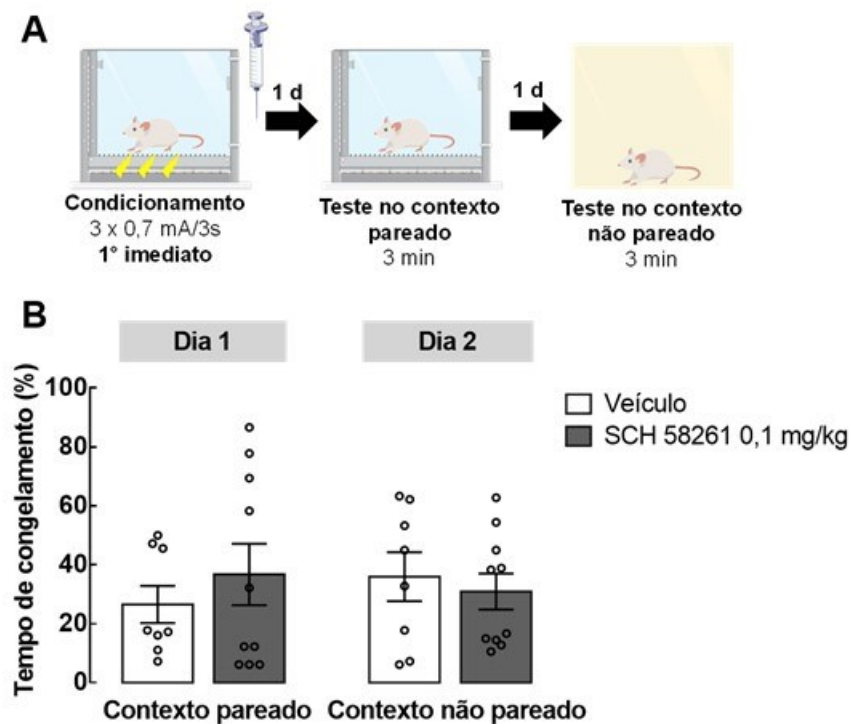 A
1 d
1 d
Condicionamento
3 x 0,7 mA/3s
1° imediato
Teste no contexto
pareado
3 min
Teste no contexto
não pareado
3 min
B
Dia 1
Dia 2
Tempo de congelamento (%)
100
80
60
40
20
0
Veículo
SCH 58261 0,1 mg/kg
Contexto pareado
Contexto não pareado